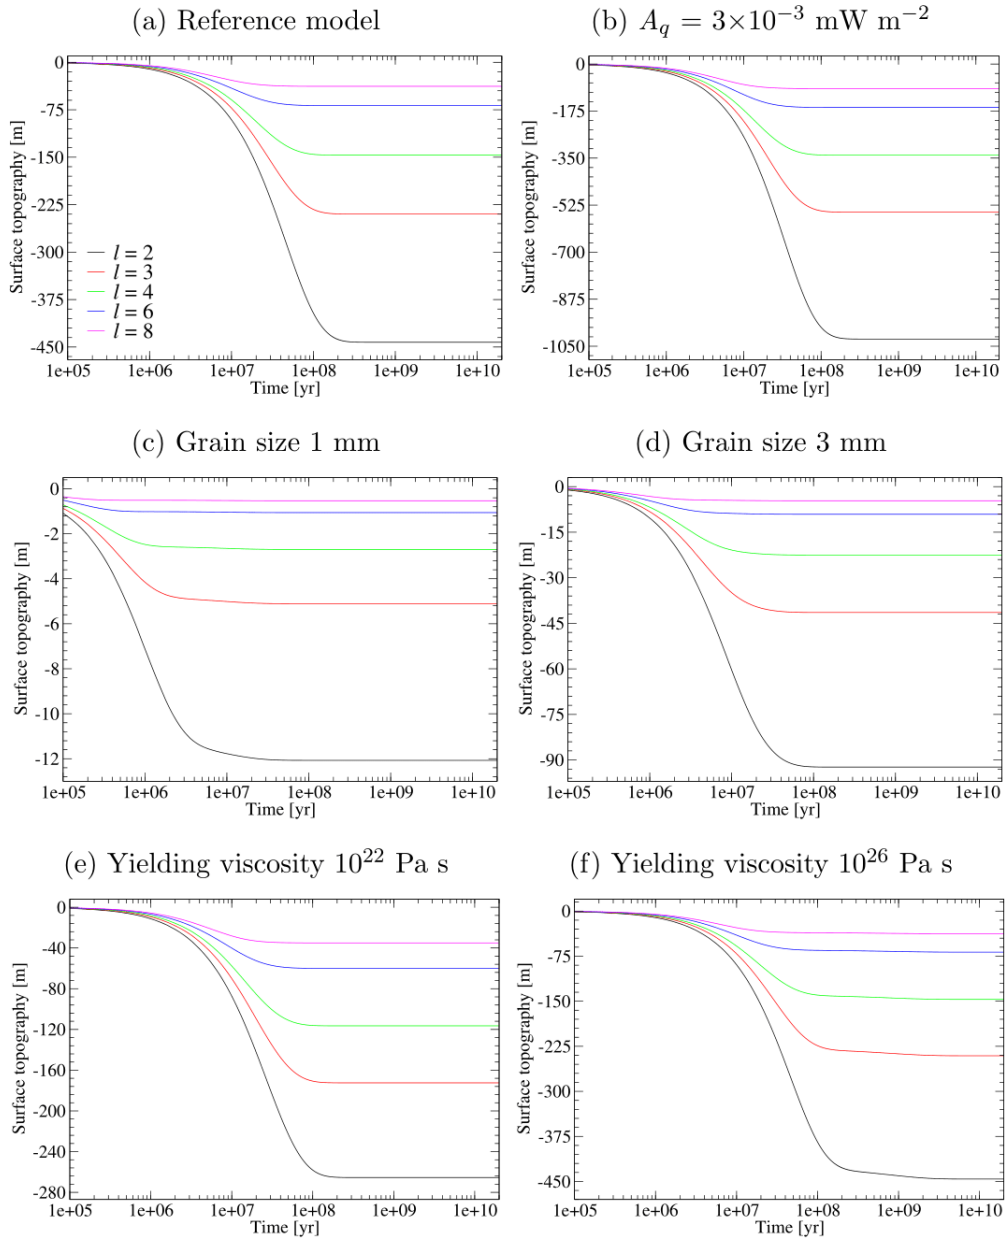 (a) Reference model
(b) A_q = 3×10⁻³ mW m⁻²
Surface topography [m]
0
-75
-150
-225
-300
-375
-450
l = 2
l = 3
l = 4
l = 6
l = 8
1e+05 1e+06 1e+07 1e+08 1e+09 1e+10
Time [yr]
Surface topography [m]
0
-175
-350
-525
-700
-875
-1050
1e+05 1e+06 1e+07 1e+08 1e+09 1e+10
Time [yr]
(c) Grain size 1 mm
(d) Grain size 3 mm
Surface topography [m]
0
-2
-4
-6
-8
-10
-12
1e+05 1e+06 1e+07 1e+08 1e+09 1e+10
Time [yr]
Surface topography [m]
0
-15
-30
-45
-60
-75
-90
1e+05 1e+06 1e+07 1e+08 1e+09 1e+10
Time [yr]
(e) Yielding viscosity 10²² Pa s
(f) Yielding viscosity 10²⁶ Pa s
Surface topography [m]
0
-40
-80
-120
-160
-200
-240
-280
1e+05 1e+06 1e+07 1e+08 1e+09 1e+10
Time [yr]
Surface topography [m]
0
-75
-150
-225
-300
-375
-450
1e+05 1e+06 1e+07 1e+08 1e+09 1e+10
Time [yr]